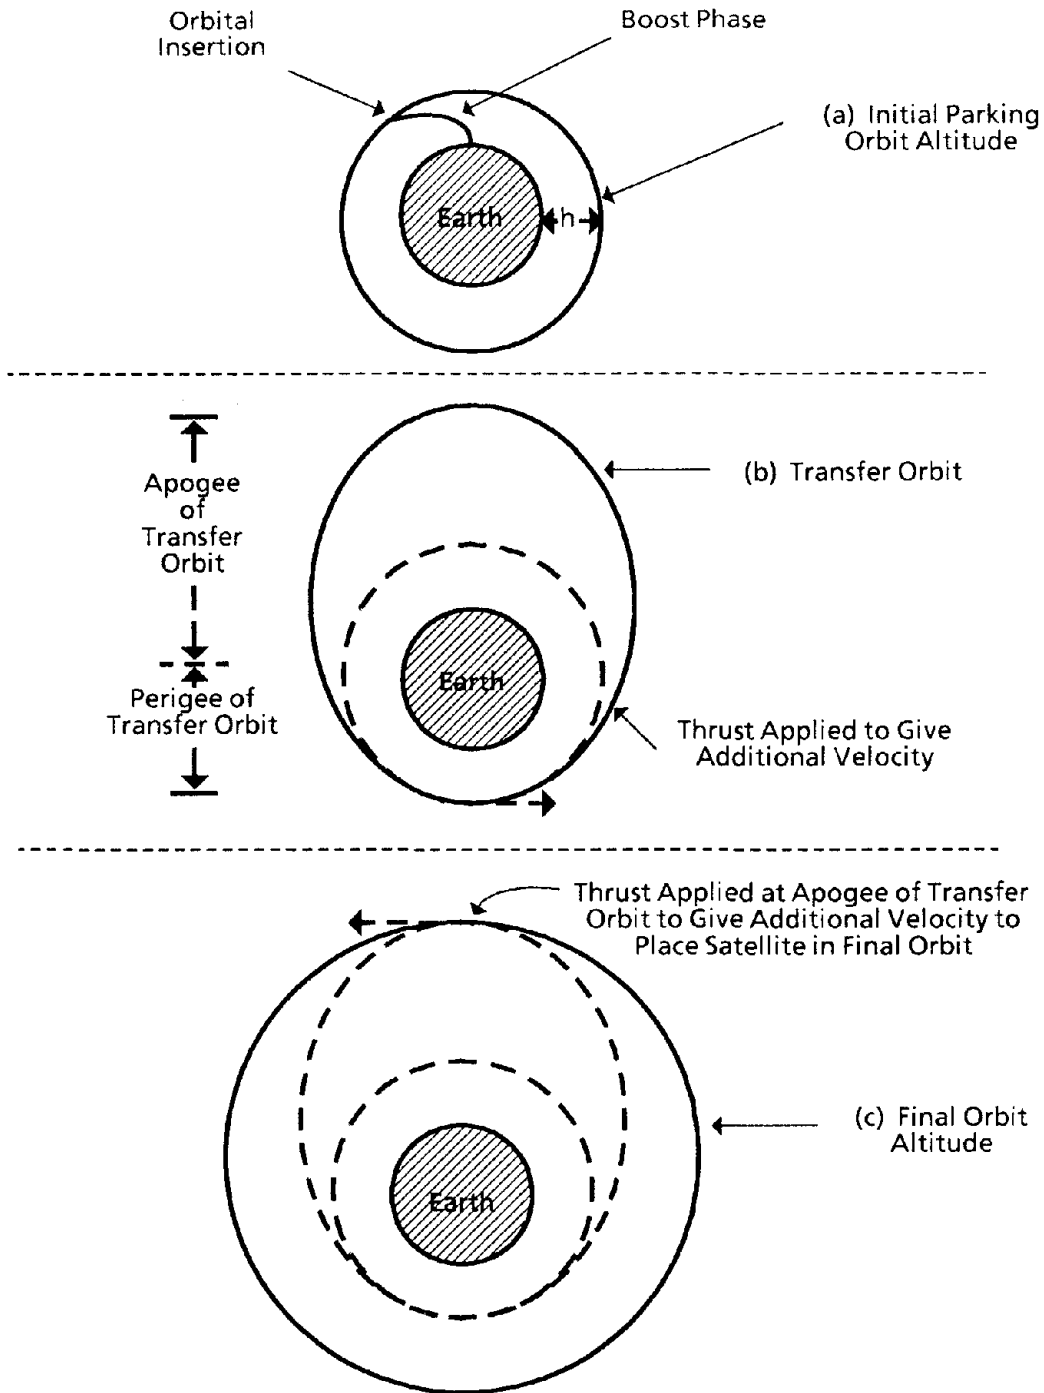 Orbital
Insertion
Boost Phase
(a) Initial Parking
Orbit Altitude
Earth
h
Apogee
of
Transfer
Orbit
(b) Transfer Orbit
Earth
Perigee of
Transfer Orbit
Thrust Applied to Give
Additional Velocity
Thrust Applied at Apogee of Transfer
Orbit to Give Additional Velocity to
Place Satellite in Final Orbit
(c) Final Orbit
Altitude
Earth